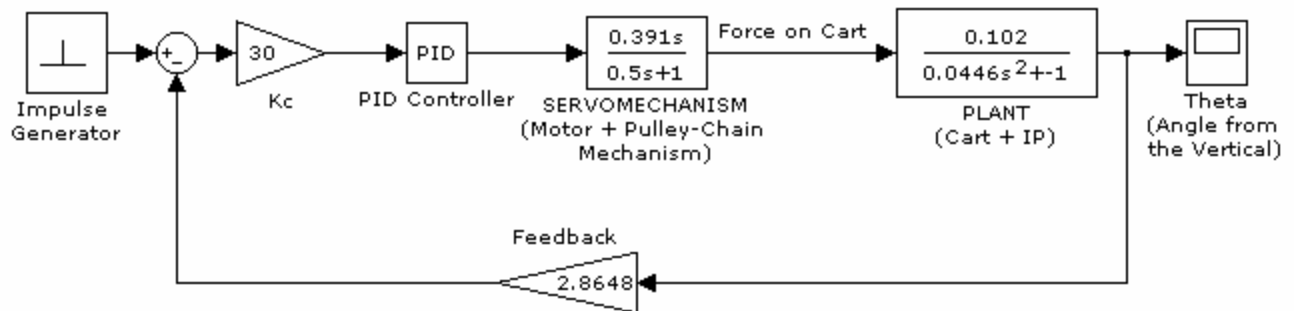 +
-
30
PID
0.391s
0.5s+1
Force on Cart
0.102
0.0446s²+-1
Impulse
Generator
Kc
PID Controller
SERVOMECHANISM
(Motor + Pulley-Chain
Mechanism)
PLANT
(Cart + IP)
Theta
(Angle from
the Vertical)
Feedback
2.8648